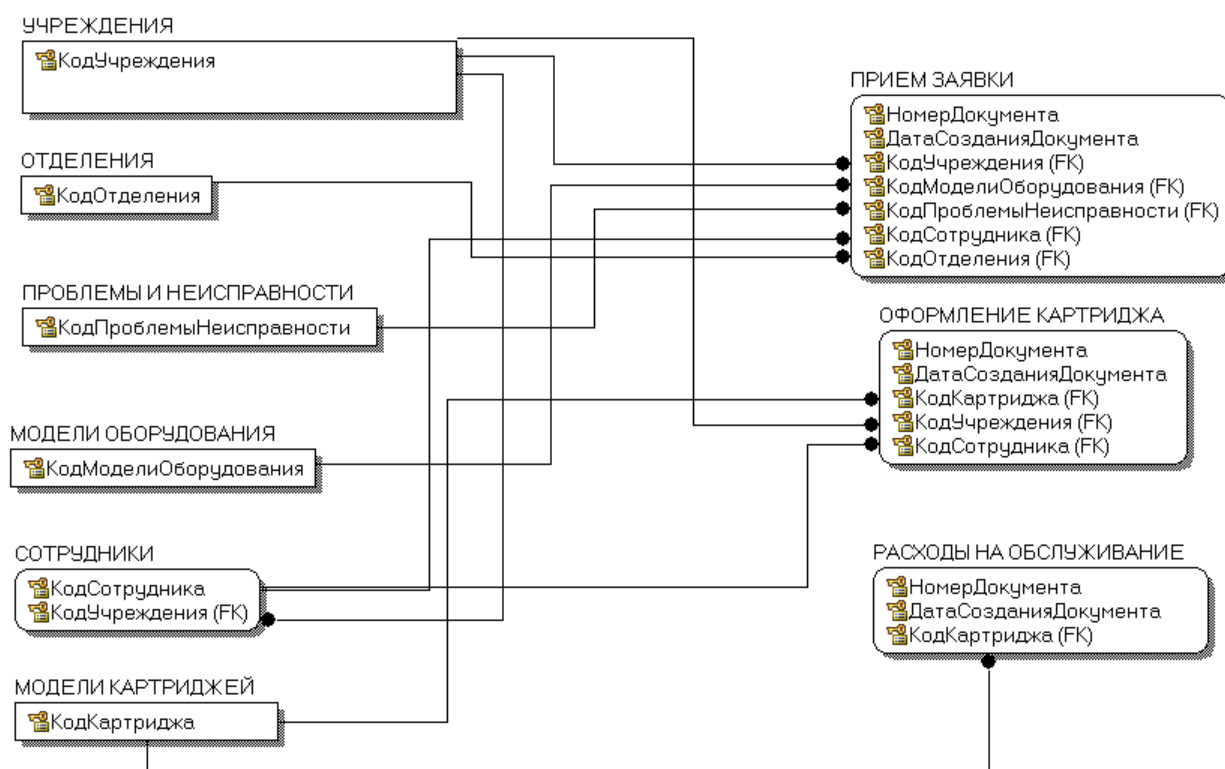 УЧРЕЖДЕНИЯ
КодУчреждения
ОТДЕЛЕНИЯ
КодОтделения
ПРОБЛЕМЫ И НЕИСПРАВНОСТИ
КодПроблемыНеисправности
МОДЕЛИ ОБОРУДОВАНИЯ
КодМоделиОборудования
СОТРУДНИКИ
КодСотрудника
КодУчреждения (FK)
МОДЕЛИ КАРТРИДЖЕЙ
КодКартриджа
ПРИЕМ ЗАЯВКИ
НомерДокумента
ДатаСозданияДокумента
КодУчреждения (FK)
КодМоделиОборудования (FK)
КодПроблемыНеисправности (FK)
КодСотрудника (FK)
КодОтделения (FK)
ОФОРМЛЕНИЕ КАРТРИДЖА
НомерДокумента
ДатаСозданияДокумента
КодКартриджа (FK)
КодУчреждения (FK)
КодСотрудника (FK)
РАСХОДЫ НА ОБСЛУЖИВАНИЕ
НомерДокумента
ДатаСозданияДокумента
КодКартриджа (FK)